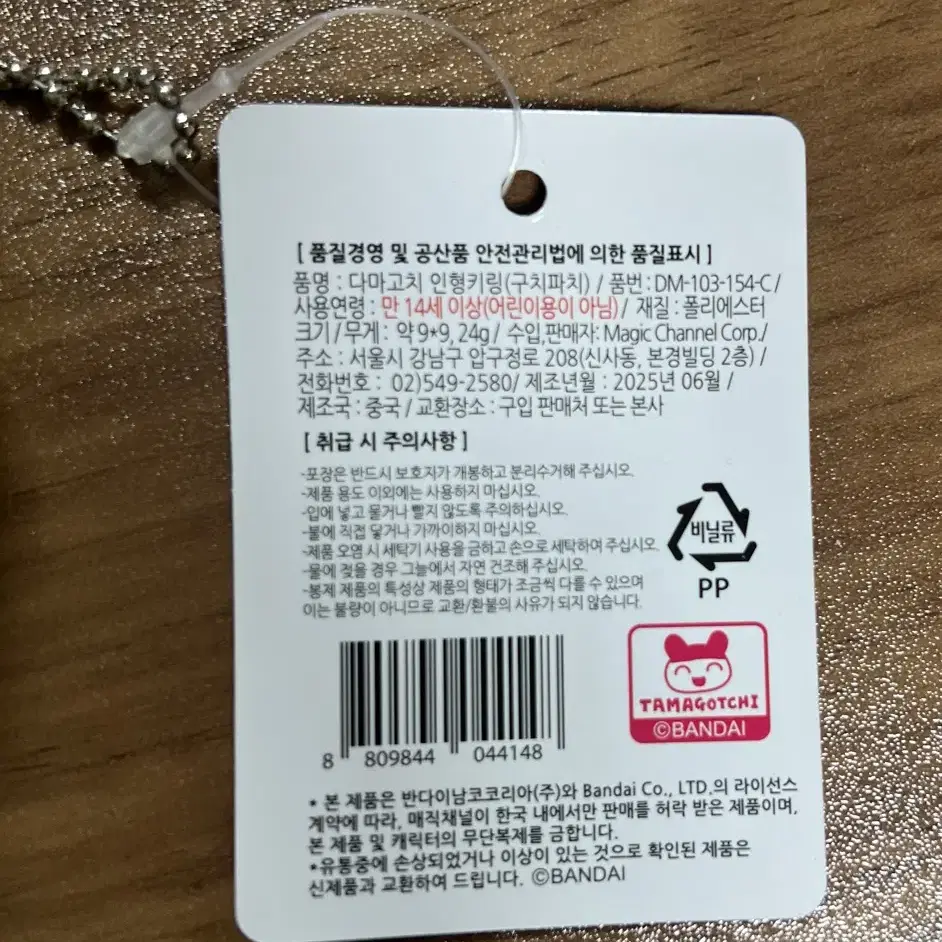 [ 품질경영 및 공산품 안전관리법에 의한 품질표시 ]
품명 : 다마고치 인형키링(구치파치) / 품번 : DM-103-154-C /
사용연령 : 만 14세 이상(어린이용이 아님) / 재질 : 폴리에스터
크기 / 무게 : 약 9*9, 24g / 수입,판매자: Magic Channel Corp./
주소 : 서울시 강남구 압구정로 208(신사동, 본경빌딩 2층) /
전화번호 : 02)549-2580/ 제조년월 : 2025년 06월 /
제조국 : 중국 / 교환장소 : 구입 판매처 또는 본사
[ 취급 시 주의사항 ]
-포장은 반드시 보호자가 개봉하고 분리수거해 주십시오.
-제품 용도 이외에는 사용하지 마십시오.
-입에 넣고 물거나 빨지 않도록 주의하십시오.
-불에 직접 닿거나 가까이하지 마십시오.
-제품 오염 시 세탁기 사용을 금하고 손으로 세탁하여 주십시오.
-물에 젖을 경우 그늘에서 자연 건조해 주십시오.
-봉제 제품의 특성상 제품의 형태가 조금씩 다를 수 있으며
이는 불량이 아니므로 교환/환불의 사유가 되지 않습니다.
비닐류
PP
TAMAGOTCHI
©BANDAI
8 809844 044148
* 본 제품은 반다이남코코리아(주)와 Bandai Co., LTD.의 라이선스
계약에 따라, 매직채널이 한국 내에서만 판매를 허락 받은 제품이며,
본 제품 및 캐릭터의 무단복제를 금합니다.
*유통중에 손상되었거나 이상이 있는 것으로 확인된 제품은
신제품과 교환하여 드립니다. ©BANDAI